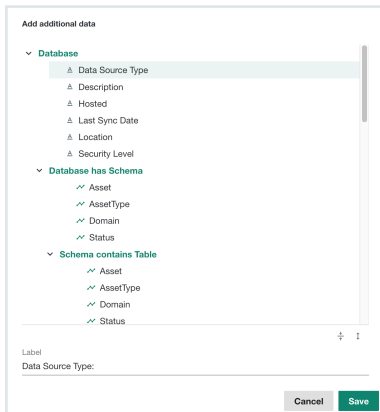 Add additional data
Database
Data Source Type
Description
Hosted
Last Sync Date
Location
Security Level
Database has Schema
Asset
AssetType
Domain
Status
Schema contains Table
Asset
AssetType
Domain
Status
Label
Data Source Type:
Cancel Save